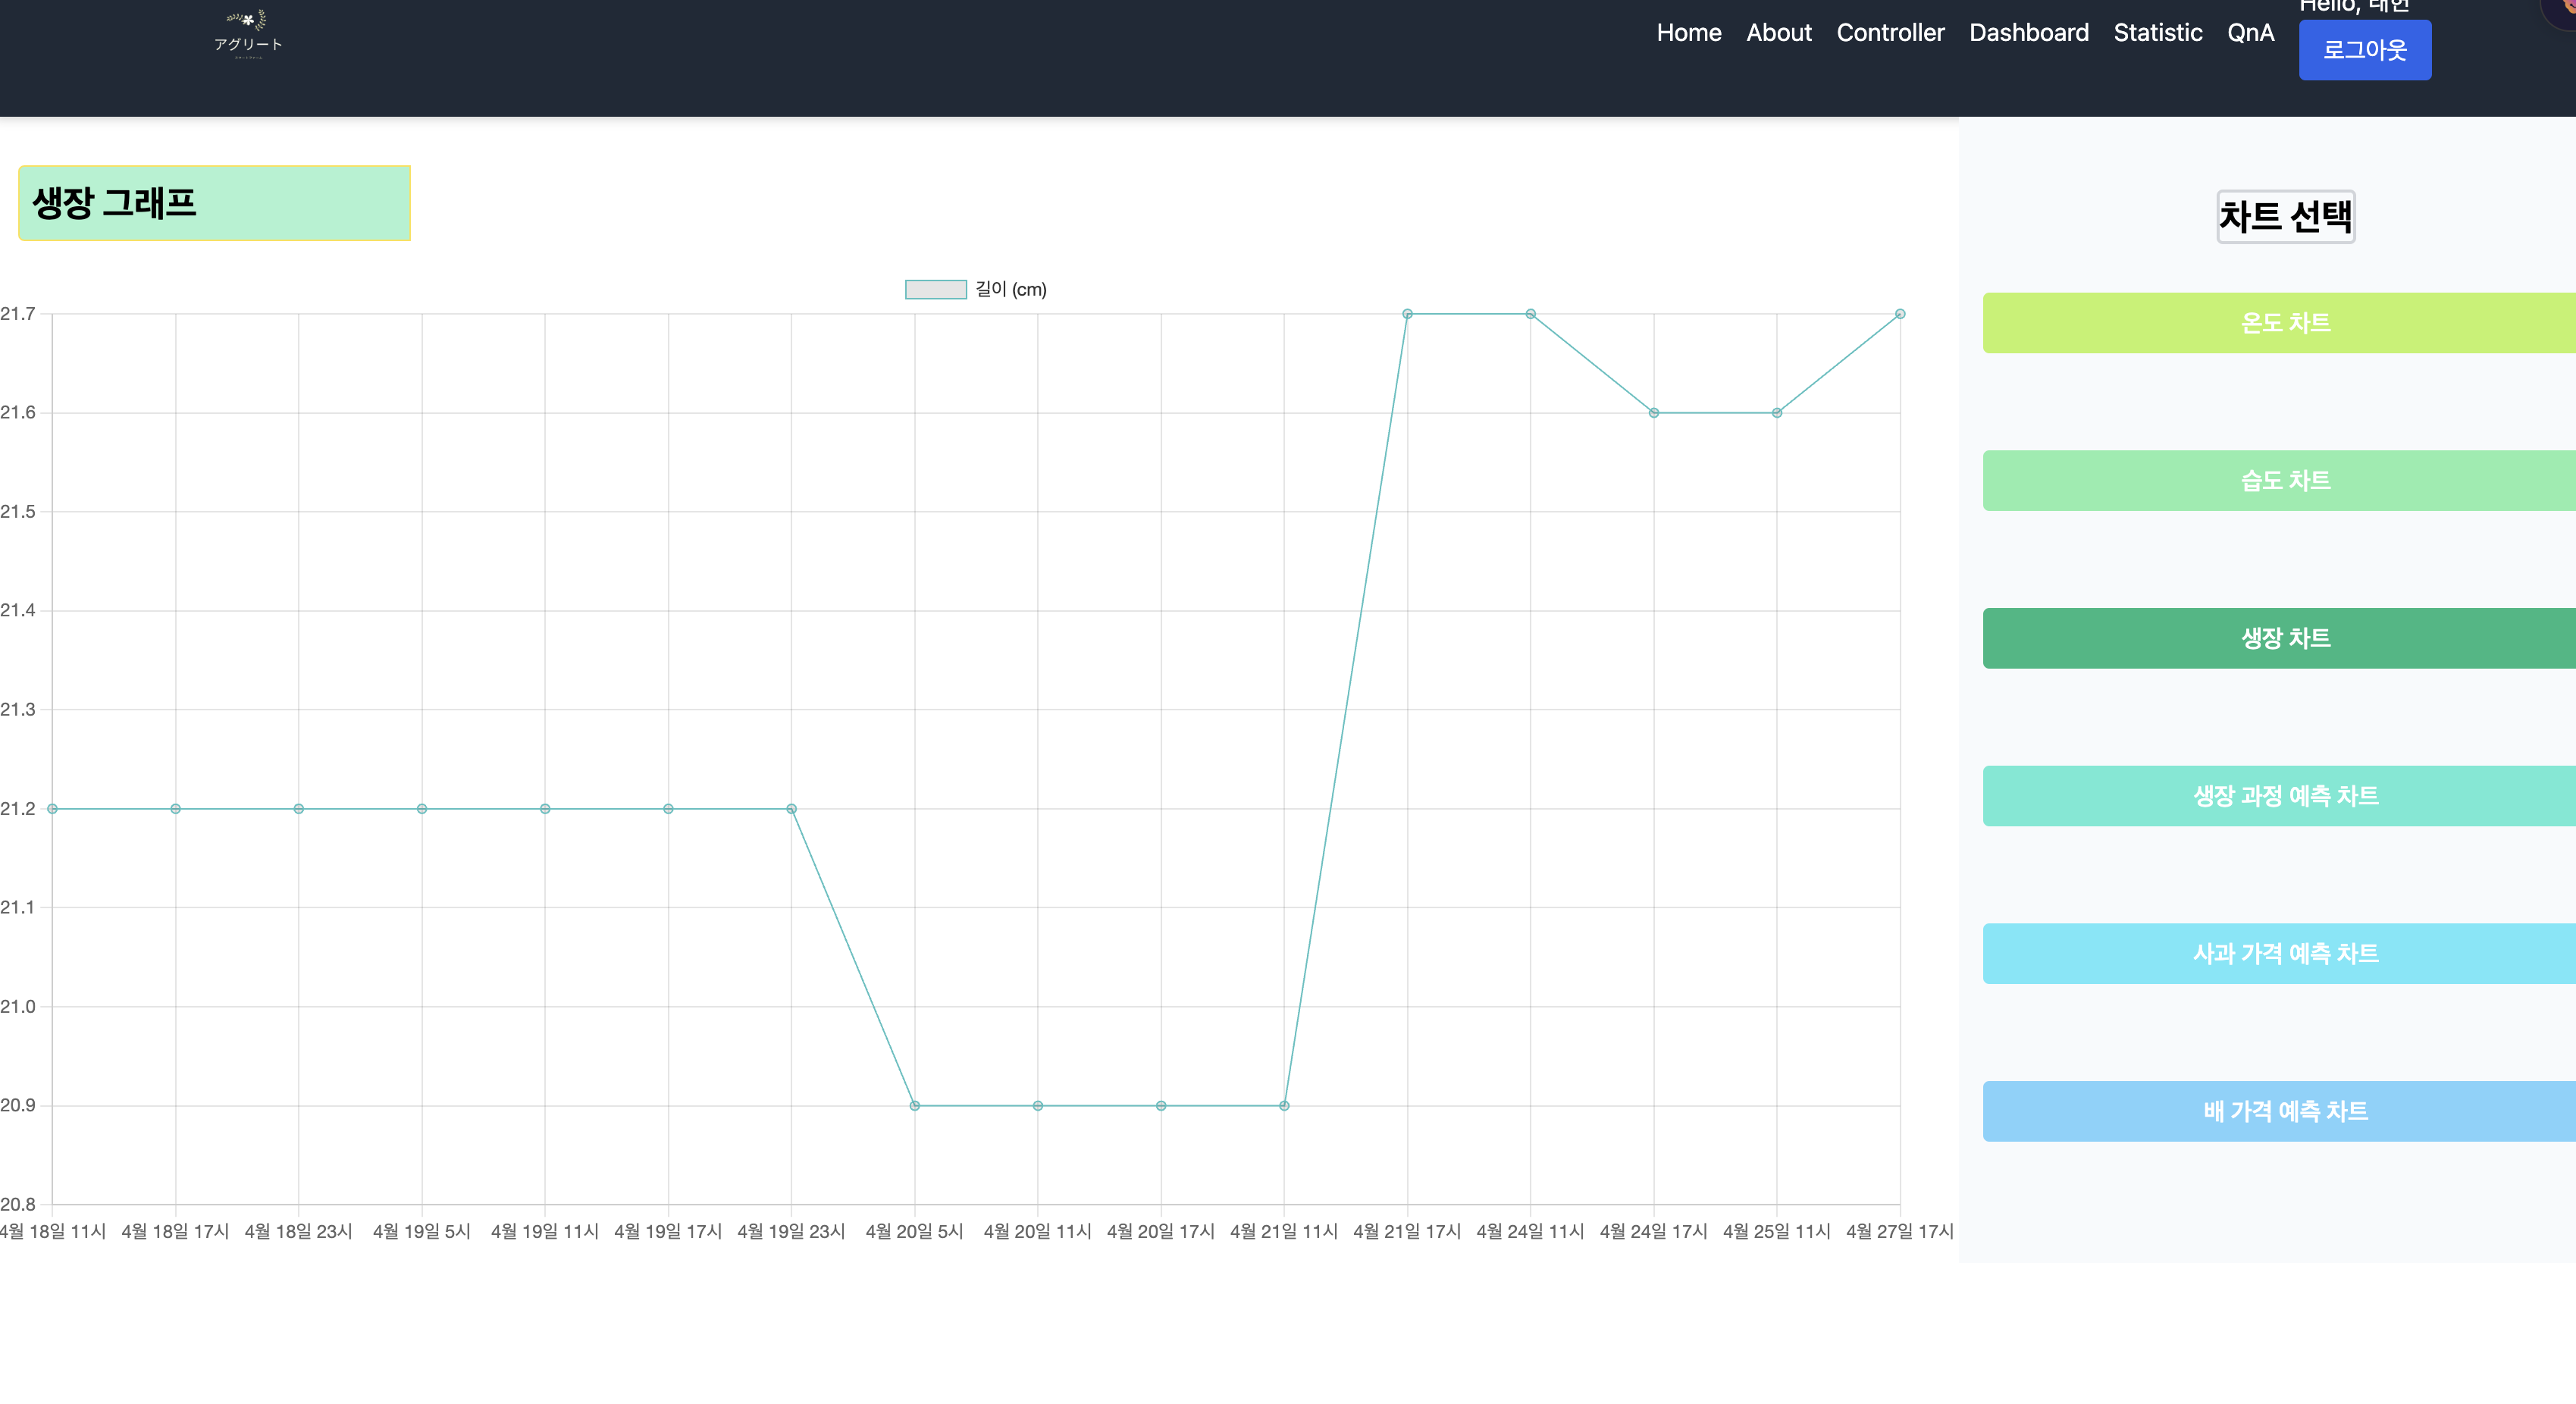 アグリート
Home About Controller Dashboard Statistic QnA
Hello, 태헌
로그아웃
생장 그래프
길이 (cm)
21.7
21.6
21.5
21.4
21.3
21.2
21.1
21.0
20.9
20.8
4월 18일 11시 4월 18일 17시 4월 18일 23시 4월 19일 5시 4월 19일 11시 4월 19일 17시 4월 19일 23시 4월 20일 5시 4월 20일 11시 4월 20일 17시 4월 21일 11시 4월 21일 17시 4월 24일 11시 4월 24일 17시 4월 25일 11시 4월 27일 17시
차트 선택
온도 차트
습도 차트
생장 차트
생장 과정 예측 차트
사과 가격 예측 차트
배 가격 예측 차트